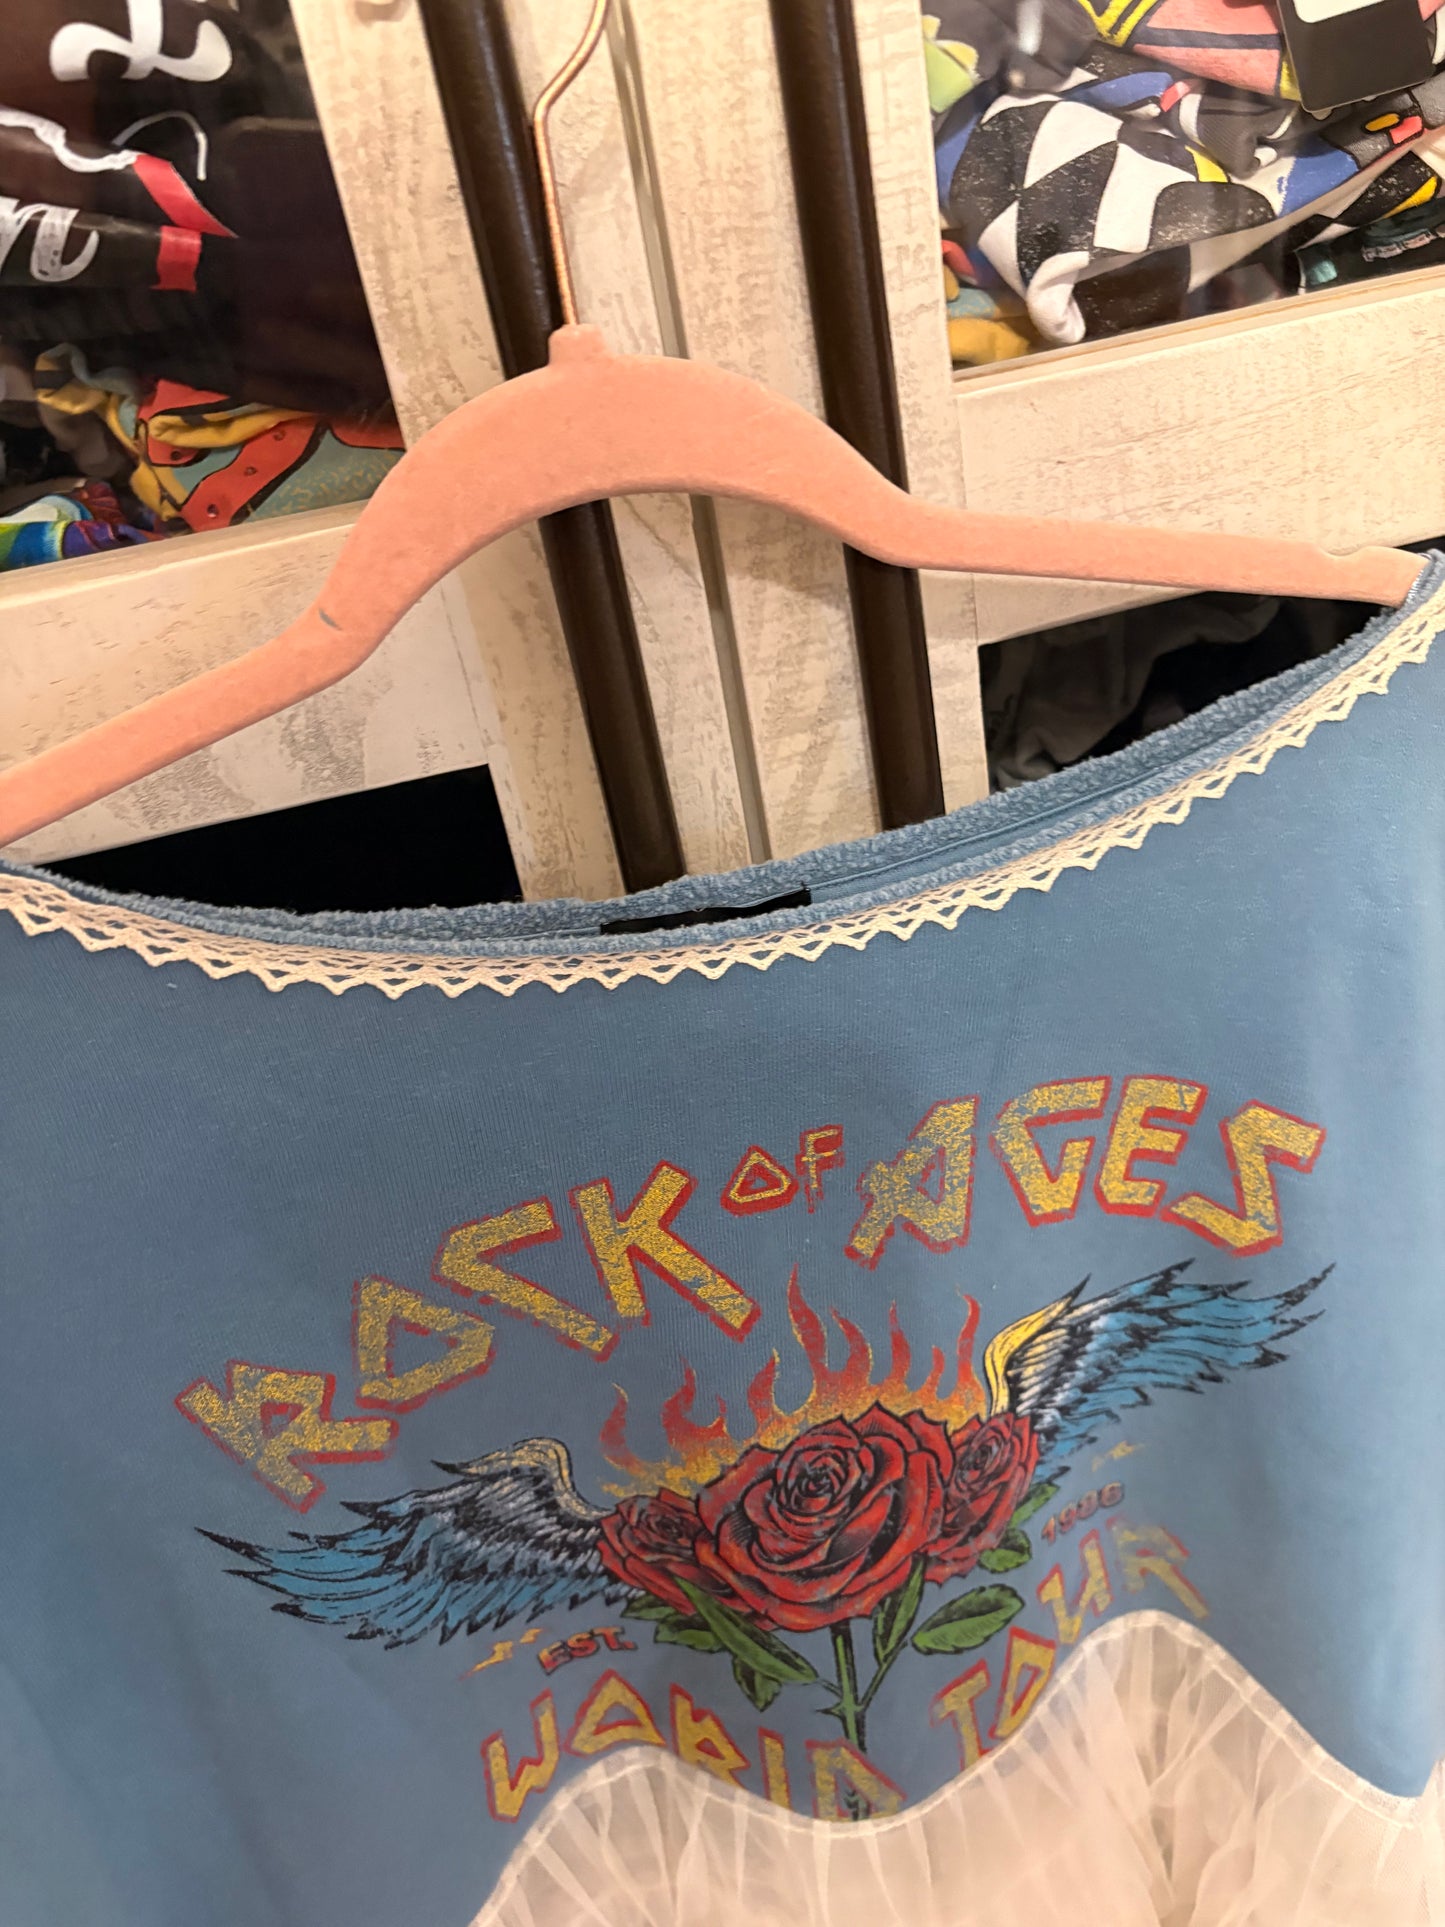 ROCK OF AGES
EST. 1986
WORLD TOUR